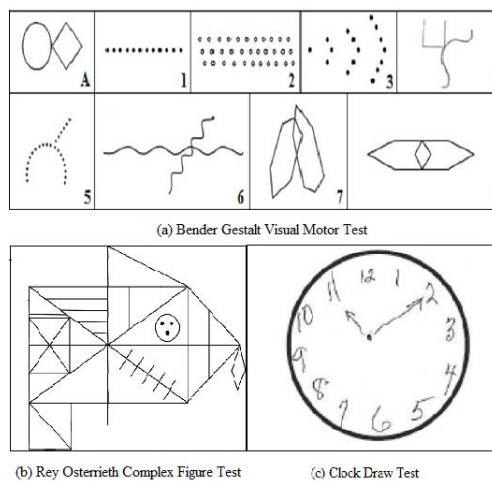 A 1 2 3
5 6 7
(a) Bender Gestalt Visual Motor Test
11 12 1
10 2
9 3
8 4
7 6 5
(b) Rey Osterrieth Complex Figure Test (c) Clock Draw Test